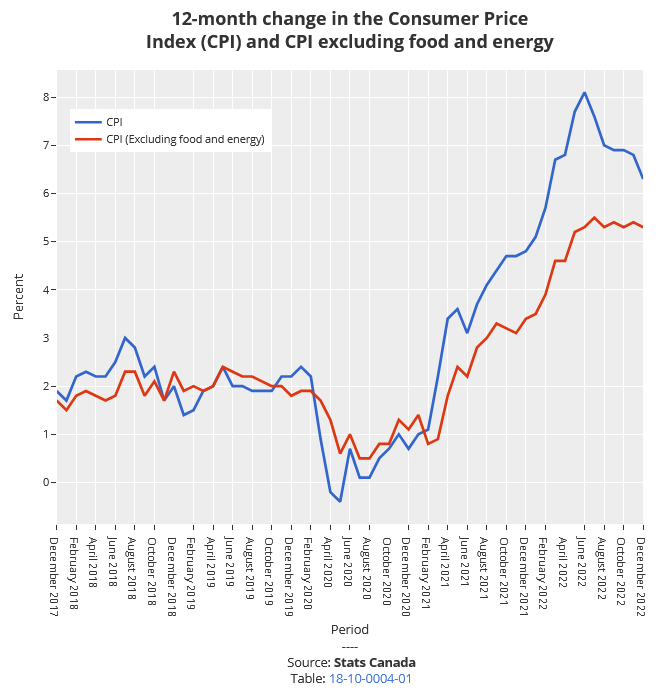 12-month change in the Consumer Price
Index (CPI) and CPI excluding food and energy
CPI
CPI (Excluding food and energy)
Percent
8
7
6
5
4
3
2
1
0
December 2017
February 2018
April 2018
June 2018
August 2018
October 2018
December 2018
February 2019
April 2019
June 2019
August 2019
October 2019
December 2019
February 2020
April 2020
June 2020
August 2020
October 2020
December 2020
February 2021
April 2021
June 2021
August 2021
October 2021
December 2021
February 2022
April 2022
June 2022
August 2022
October 2022
December 2022
Period
----
Source: Stats Canada
Table: 18-10-0004-01